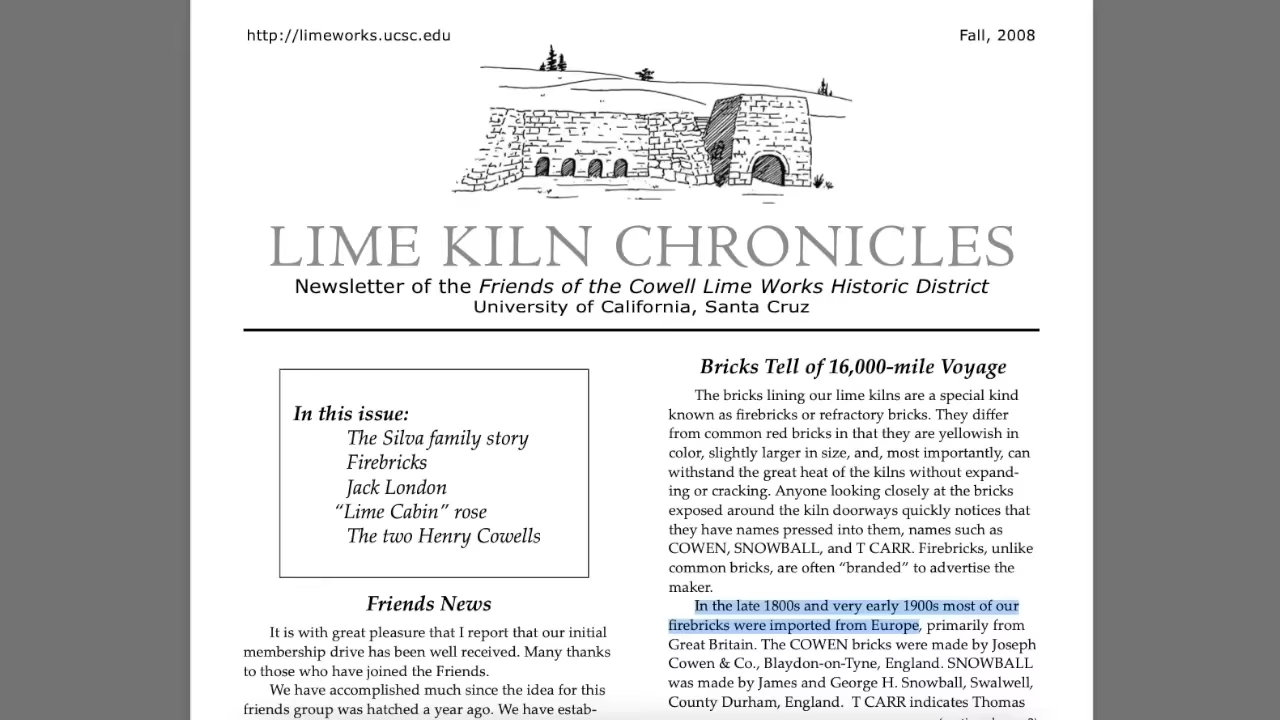 http://limeworks.ucsc.edu
Fall, 2008
LIME KILN CHRONICLES
Newsletter of the Friends of the Cowell Lime Works Historic District
University of California, Santa Cruz
In this issue:
The Silva family story
Firebricks
Jack London
“Lime Cabin” rose
The two Henry Cowells
Friends News
It is with great pleasure that I report that our initial
membership drive has been well received. Many thanks
to those who have joined the Friends.
We have accomplished much since the idea for this
friends group was hatched a year ago. We have estab-
Bricks Tell of 16,000-mile Voyage
The bricks lining our lime kilns are a special kind
known as firebricks or refractory bricks. They differ
from common red bricks in that they are yellowish in
color, slightly larger in size, and, most importantly, can
withstand the great heat of the kilns without expand-
ing or cracking. Anyone looking closely at the bricks
exposed around the kiln doorways quickly notices that
they have names pressed into them, names such as
COWEN, SNOWBALL, and T CARR. Firebricks, unlike
common bricks, are often “branded” to advertise the
maker.
In the late 1800s and very early 1900s most of our
firebricks were imported from Europe, primarily from
Great Britain. The COWEN bricks were made by Joseph
Cowen & Co., Blaydon-on-Tyne, England. SNOWBALL
was made by James and George H. Snowball, Swalwell,
County Durham, England. T CARR indicates Thomas